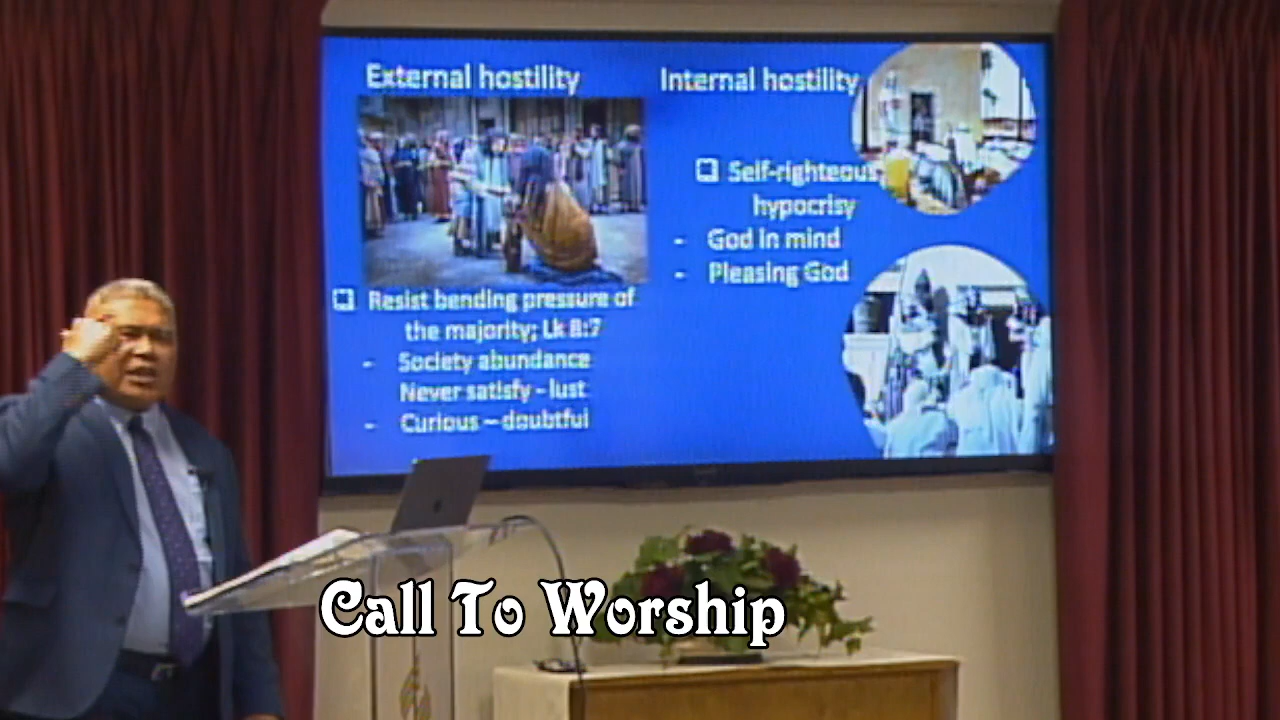 External hostility
❑ Resist bending pressure of
the majority; Lk 8:7
- Society abundance
Never satisfy - lust
- Curious – doubtful
Internal hostility
❑ Self-righteous
hypocrisy
- God in mind
- Pleasing God
Call To Worship